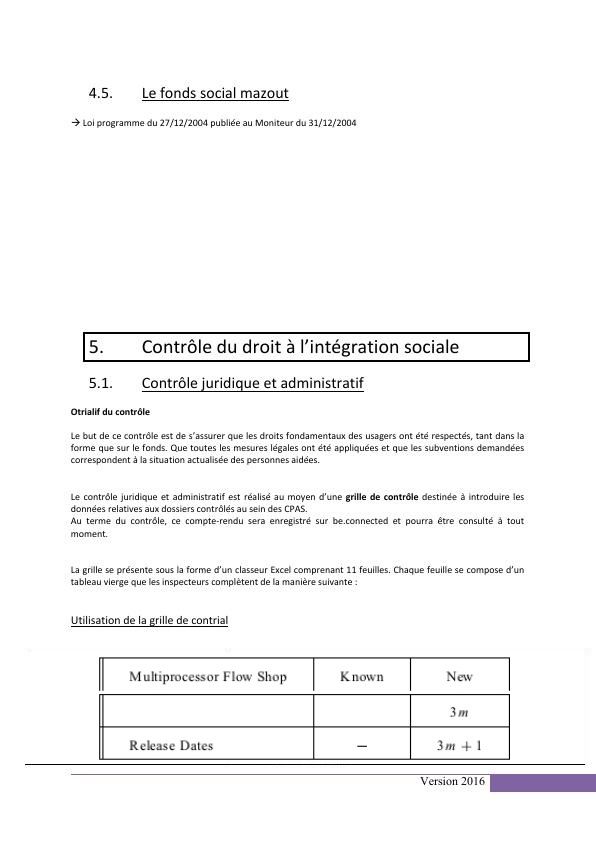 4.5. Le fonds social mazout
→ Loi programme du 27/12/2004 publiée au Moniteur du 31/12/2004
5. Contrôle du droit à l’intégration sociale
5.1. Contrôle juridique et administratif
Otrialif du contrôle
Le but de ce contrôle est de s’assurer que les droits fondamentaux des usagers ont été respectés, tant dans la
forme que sur le fonds. Que toutes les mesures légales ont été appliquées et que les subventions demandées
correspondent à la situation actualisée des personnes aidées.
Le contrôle juridique et administratif est réalisé au moyen d’une grille de contrôle destinée à introduire les
données relatives aux dossiers contrôlés au sein des CPAS.
Au terme du contrôle, ce compte-rendu sera enregistré sur be.connected et pourra être consulté à tout
moment.
La grille se présente sous la forme d’un classeur Excel comprenant 11 feuilles. Chaque feuille se compose d’un
tableau vierge que les inspecteurs complètent de la manière suivante :
Utilisation de la grille de contrial
Multiprocessor Flow Shop Known New
3m
Release Dates – 3m + 1
Version 2016